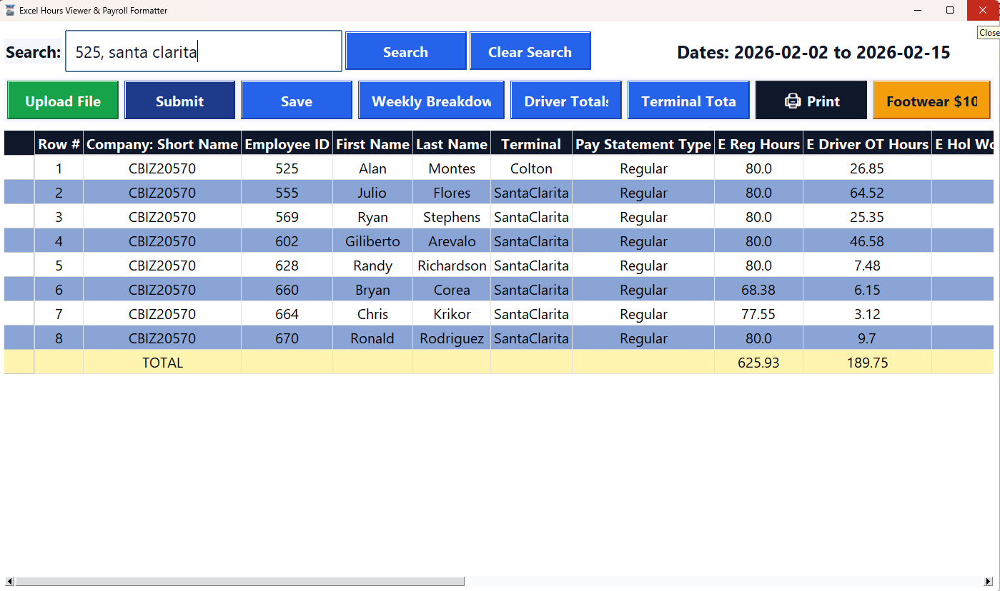 Excel Hours Viewer & Payroll Formatter
Close
Search: 525, santa clarita Search Clear Search Dates: 2026-02-02 to 2026-02-15
Upload File Submit Save Weekly Breakdow Driver Totals Terminal Tota Print Footwear $10
Row # Company: Short Name Employee ID First Name Last Name Terminal Pay Statement Type E Reg Hours E Driver OT Hours E Hol Wo
1 CBIZ20570 525 Alan Montes Colton Regular 80.0 26.85
2 CBIZ20570 555 Julio Flores SantaClarita Regular 80.0 64.52
3 CBIZ20570 569 Ryan Stephens SantaClarita Regular 80.0 25.35
4 CBIZ20570 602 Giliberto Arevalo SantaClarita Regular 80.0 46.58
5 CBIZ20570 628 Randy Richardson SantaClarita Regular 80.0 7.48
6 CBIZ20570 660 Bryan Corea SantaClarita Regular 68.38 6.15
7 CBIZ20570 664 Chris Krikor SantaClarita Regular 77.55 3.12
8 CBIZ20570 670 Ronald Rodriguez SantaClarita Regular 80.0 9.7
TOTAL 625.93 189.75